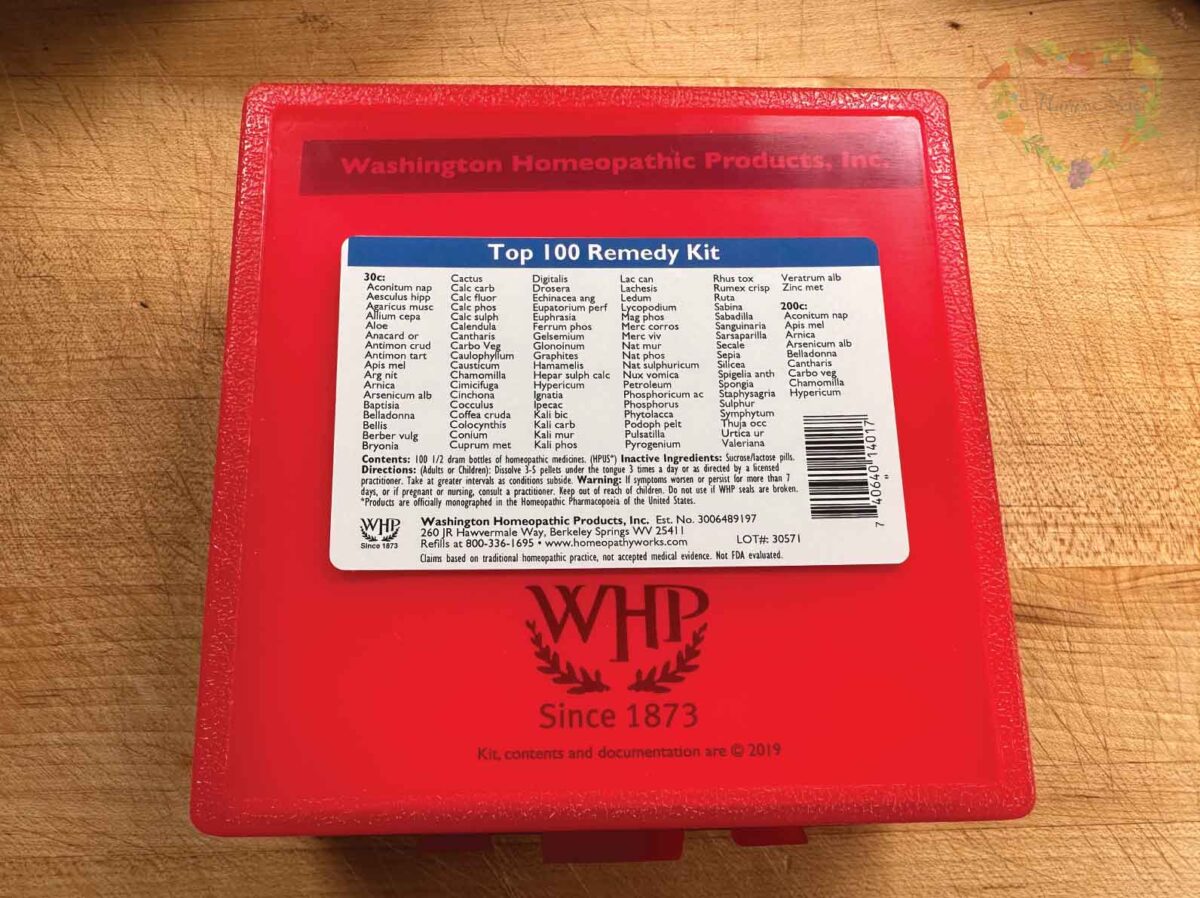 Washington Homeopathic Products, Inc.
Top 100 Remedy Kit
30c:
Aconitum nap
Aesculus hipp
Agaricus musc
Allium cepa
Aloe
Anacard or
Antimon crud
Antimon tart
Apis mel
Arg nit
Arnica
Arsenicum alb
Baptisia
Belladonna
Bellis
Berber vulg
Bryonia
Cactus
Calc carb
Calc fluor
Calc phos
Calc sulph
Calendula
Cantharis
Carbo Veg
Caulophyllum
Causticum
Chamomilla
Cimicifuga
Cinchona
Cocculus
Coffea cruda
Colocynthis
Conium
Cuprum met
Digitalis
Drosera
Echinacea ang
Eupatorium perf
Euphrasia
Ferrum phos
Gelsemium
Glonoinum
Graphites
Hamamelis
Hepar sulph calc
Hypericum
Ignatia
Ipecac
Kali bic
Kali carb
Kali mur
Kali phos
Lac can
Lachesis
Ledum
Lycopodium
Mag phos
Merc corros
Merc viv
Nat mur
Nat phos
Nat sulphuricum
Nux vomica
Petroleum
Phosphoricum ac
Phosphorus
Phytolacca
Podoph pelt
Pulsatilla
Pyrogenium
Rhus tox
Rumex crisp
Ruta
Sabina
Sabadilla
Sanguinaria
Sarsaparilla
Secale
Sepia
Silicea
Spigelia anth
Spongia
Staphysagria
Sulphur
Symphytum
Thuja occ
Urtica ur
Valeriana
Veratrum alb
Zinc met
200c:
Aconitum nap
Apis mel
Arnica
Arsenicum alb
Belladonna
Cantharis
Carbo veg
Chamomilla
Hypericum
Contents: 100 1/2 dram bottles of homeopathic medicines. (HPUS*) Inactive Ingredients: Sucrose/lactose pills.
Directions: (Adults or Children): Dissolve 3-5 pellets under the tongue 3 times a day or as directed by a licensed
practitioner. Take at greater intervals as conditions subside. Warning: If symptoms worsen or persist for more than 7
days, or if pregnant or nursing, consult a practitioner. Keep out of reach of children. Do not use if WHP seals are broken.
*Products are officially monographed in the Homeopathic Pharmacopoeia of the United States.
7 40640 14017
WHP
Since 1873
Washington Homeopathic Products, Inc. Est. No. 3006489197
260 JR Hawvermale Way, Berkeley Springs WV 25411
Refills at 800-336-1695 • www.homeopathyworks.com
LOT#: 30571
Claims based on traditional homeopathic practice, not accepted medical evidence. Not FDA evaluated.
WHP
Since 1873
Kit, contents and documentation are © 2019